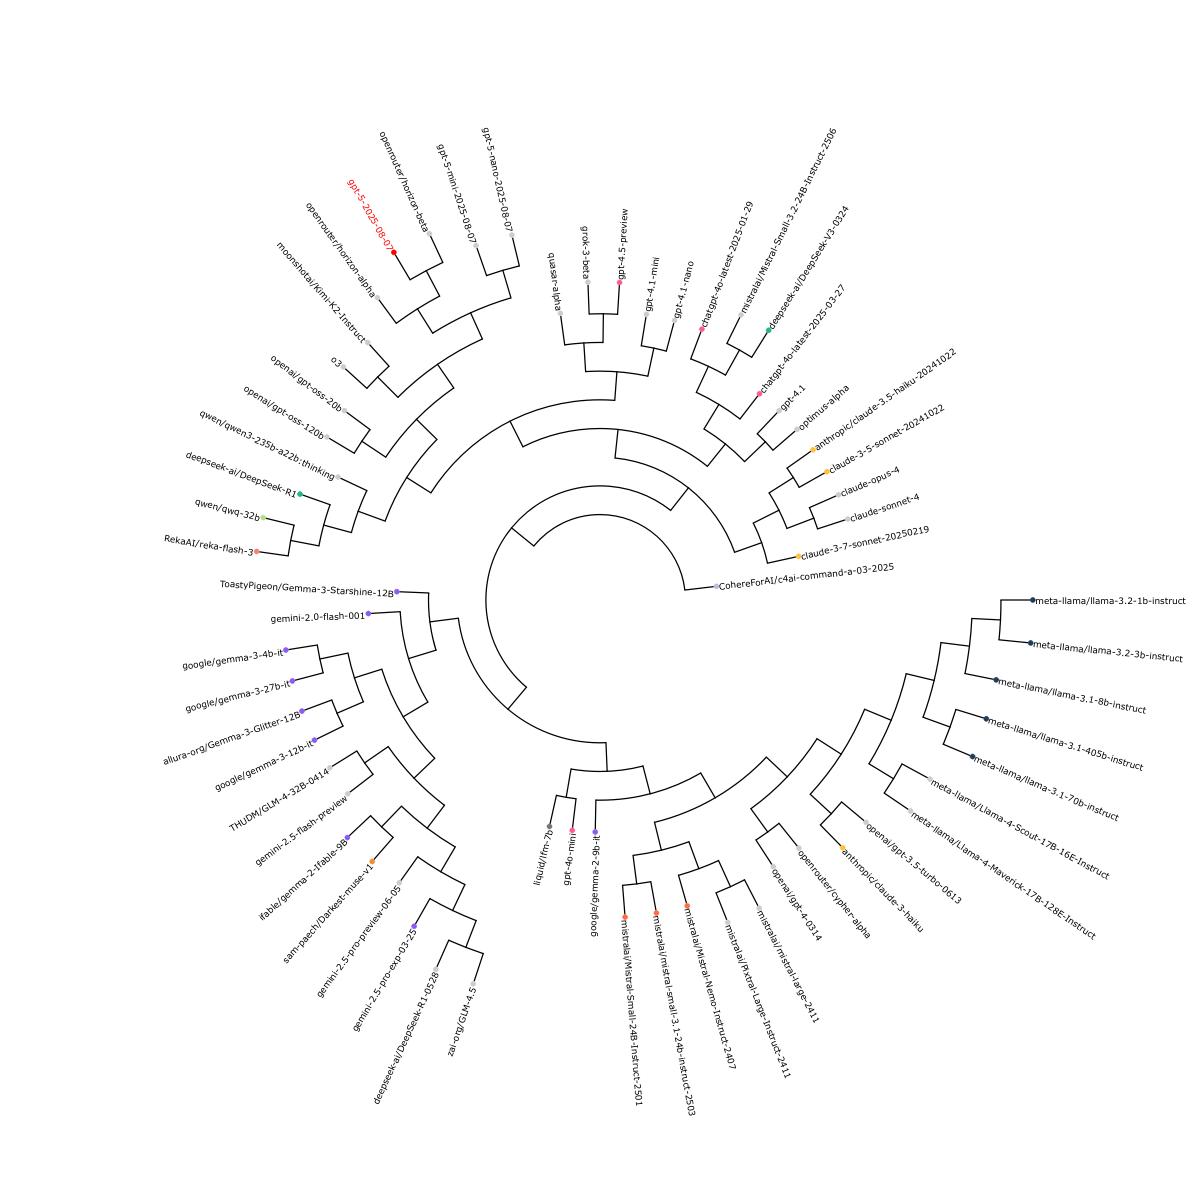 gpt-5-nano-2025-08-07
gpt-5-mini-2025-08-07
openrouter/horizon-beta
gpt-5-2025-08-07
openrouter/horizon-alpha
moonshotai/Kimi-K2-Instruct
o3
openai/gpt-oss-20b
openai/gpt-oss-120b
qwen/qwen3-235b-a22b:thinking
deepseek-ai/DeepSeek-R1
qwen/qwq-32b
RekaAI/reka-flash-3
ToastyPigeon/Gemma-3-Starshine-12B
gemini-2.0-flash-001
google/gemma-3-4b-it
google/gemma-3-27b-it
allura-org/Gemma-3-Glitter-12B
google/gemma-3-12b-it
THUDM/GLM-4-32B-0414
gemini-2.5-flash-preview
ifable/gemma-2-Ifable-9B
sam-paech/Darkest-muse-v1
gemini-2.5-pro-preview-06-05
gemini-2.5-pro-exp-03-25
deepseek-ai/DeepSeek-R1-0528
zai-org/GLM-4.5
liquid/lfm-7b
gpt-4o-mini
google/gemma-2-9b-it
mistralai/Mistral-Small-24B-Instruct-2501
mistralai/mistral-small-3.1-24b-instruct-2503
mistralai/Mistral-Nemo-Instruct-2407
mistralai/Pixtral-Large-Instruct-2411
mistralai/mistral-large-2411
openai/gpt-4-0314
openrouter/cypher-alpha
anthropic/claude-3-haiku
openai/gpt-3.5-turbo-0613
meta-llama/Llama-4-Maverick-17B-128E-Instruct
meta-llama/Llama-4-Scout-17B-16E-Instruct
meta-llama/llama-3.1-70b-instruct
meta-llama/llama-3.1-405b-instruct
meta-llama/llama-3.1-8b-instruct
meta-llama/llama-3.2-3b-instruct
meta-llama/llama-3.2-1b-instruct
CohereForAI/c4ai-command-a-03-2025
claude-3-7-sonnet-20250219
claude-sonnet-4
claude-opus-4
claude-3-5-sonnet-20241022
anthropic/claude-3.5-haiku-20241022
optimus-alpha
gpt-4.1
chatgpt-4o-latest-2025-03-27
deepseek-ai/DeepSeek-V3-0324
mistralai/Mistral-Small-3.2-24B-Instruct-2506
chatgpt-4o-latest-2025-01-29
gpt-4.1-nano
gpt-4.1-mini
gpt-4.5-preview
grok-3-beta
quasar-alpha